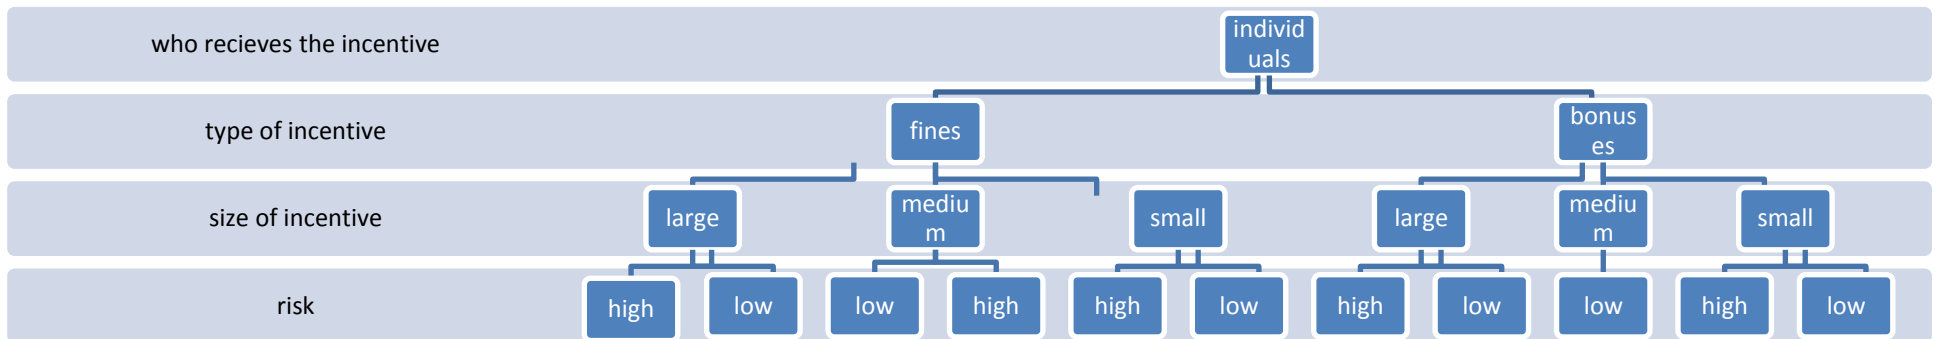 who recieves the incentive
individ
uals
type of incentive
fines
bonus
es
size of incentive
large
mediu
m
small
large
mediu
m
small
risk
high
low
low
high
high
low
high
low
low
high
low